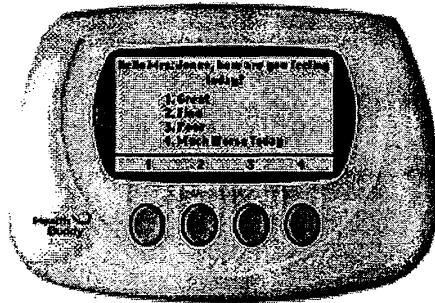 Hello Mrs. Jones, how are you feeling
today?
1. Great
2. Fine
3. Poor
4. Much Worse Today
1 2 3 4
Health
Buddy